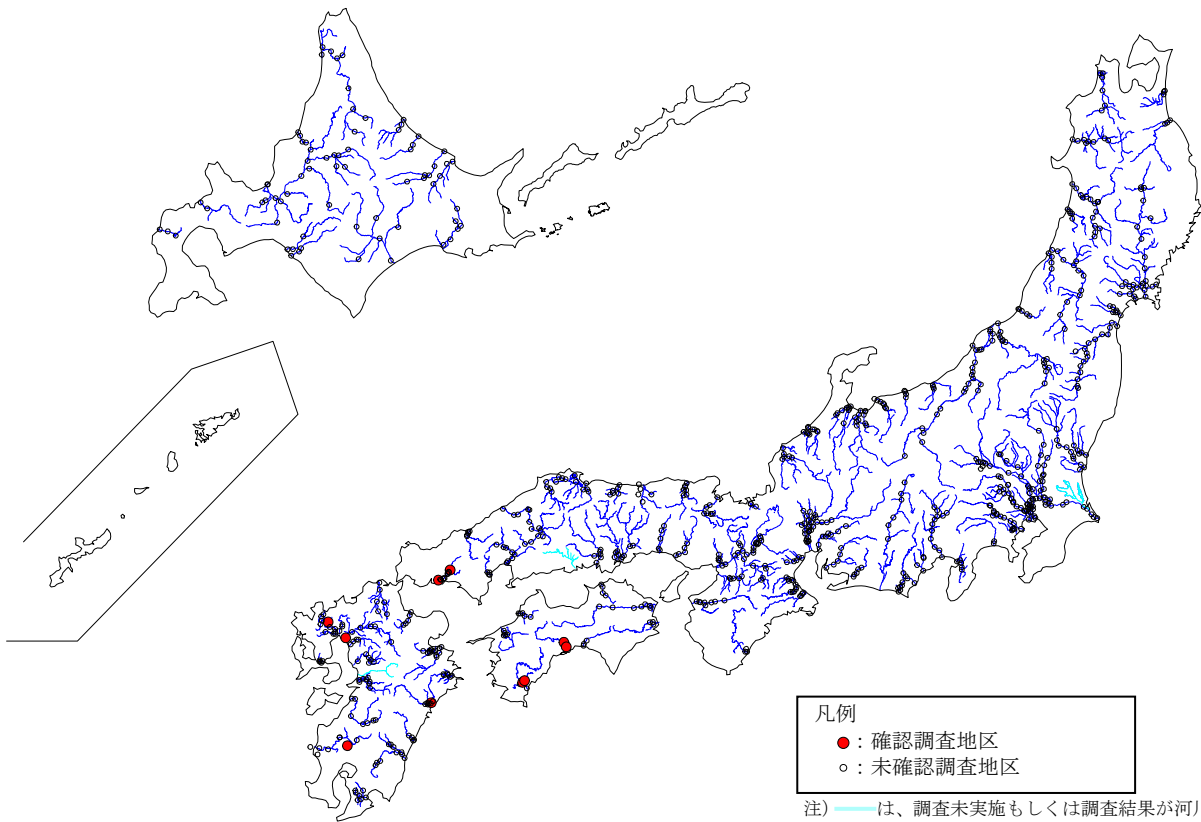 凡例
：確認調査地区
：未確認調査地区
注） は、調査未実施もしくは調査結果が河川